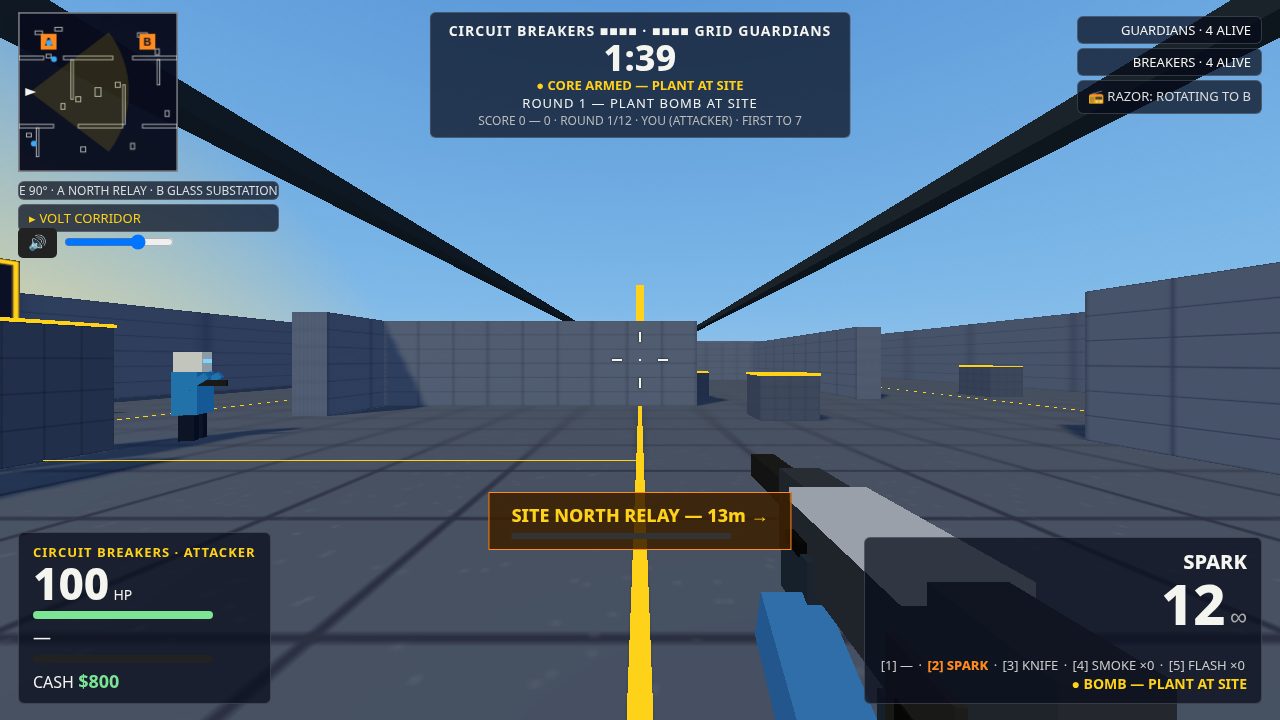 A
B
E 90° · A NORTH RELAY · B GLASS SUBSTATION
▸ VOLT CORRIDOR
CIRCUIT BREAKERS ■■■■ · ■■■■ GRID GUARDIANS
1:39
● CORE ARMED — PLANT AT SITE
ROUND 1 — PLANT BOMB AT SITE
SCORE 0 — 0 · ROUND 1/12 · YOU (ATTACKER) · FIRST TO 7
GUARDIANS · 4 ALIVE
BREAKERS · 4 ALIVE
📻 RAZOR: ROTATING TO B
SITE NORTH RELAY — 13m →
CIRCUIT BREAKERS · ATTACKER
100 HP
—
CASH $800
SPARK
12 ∞
[1] — · [2] SPARK · [3] KNIFE · [4] SMOKE ×0 · [5] FLASH ×0
● BOMB — PLANT AT SITE